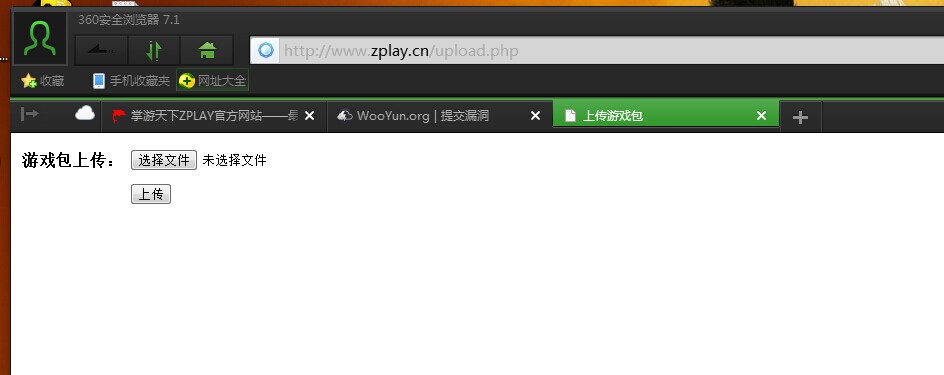 360安全浏览器 7.1
http://www.zplay.cn/upload.php
收藏 手机收藏夹 网址大全
掌游天下ZPLAY官方网站—— WooYun.org | 提交漏洞 上传游戏包
游戏包上传： 选择文件 未选择文件
上传